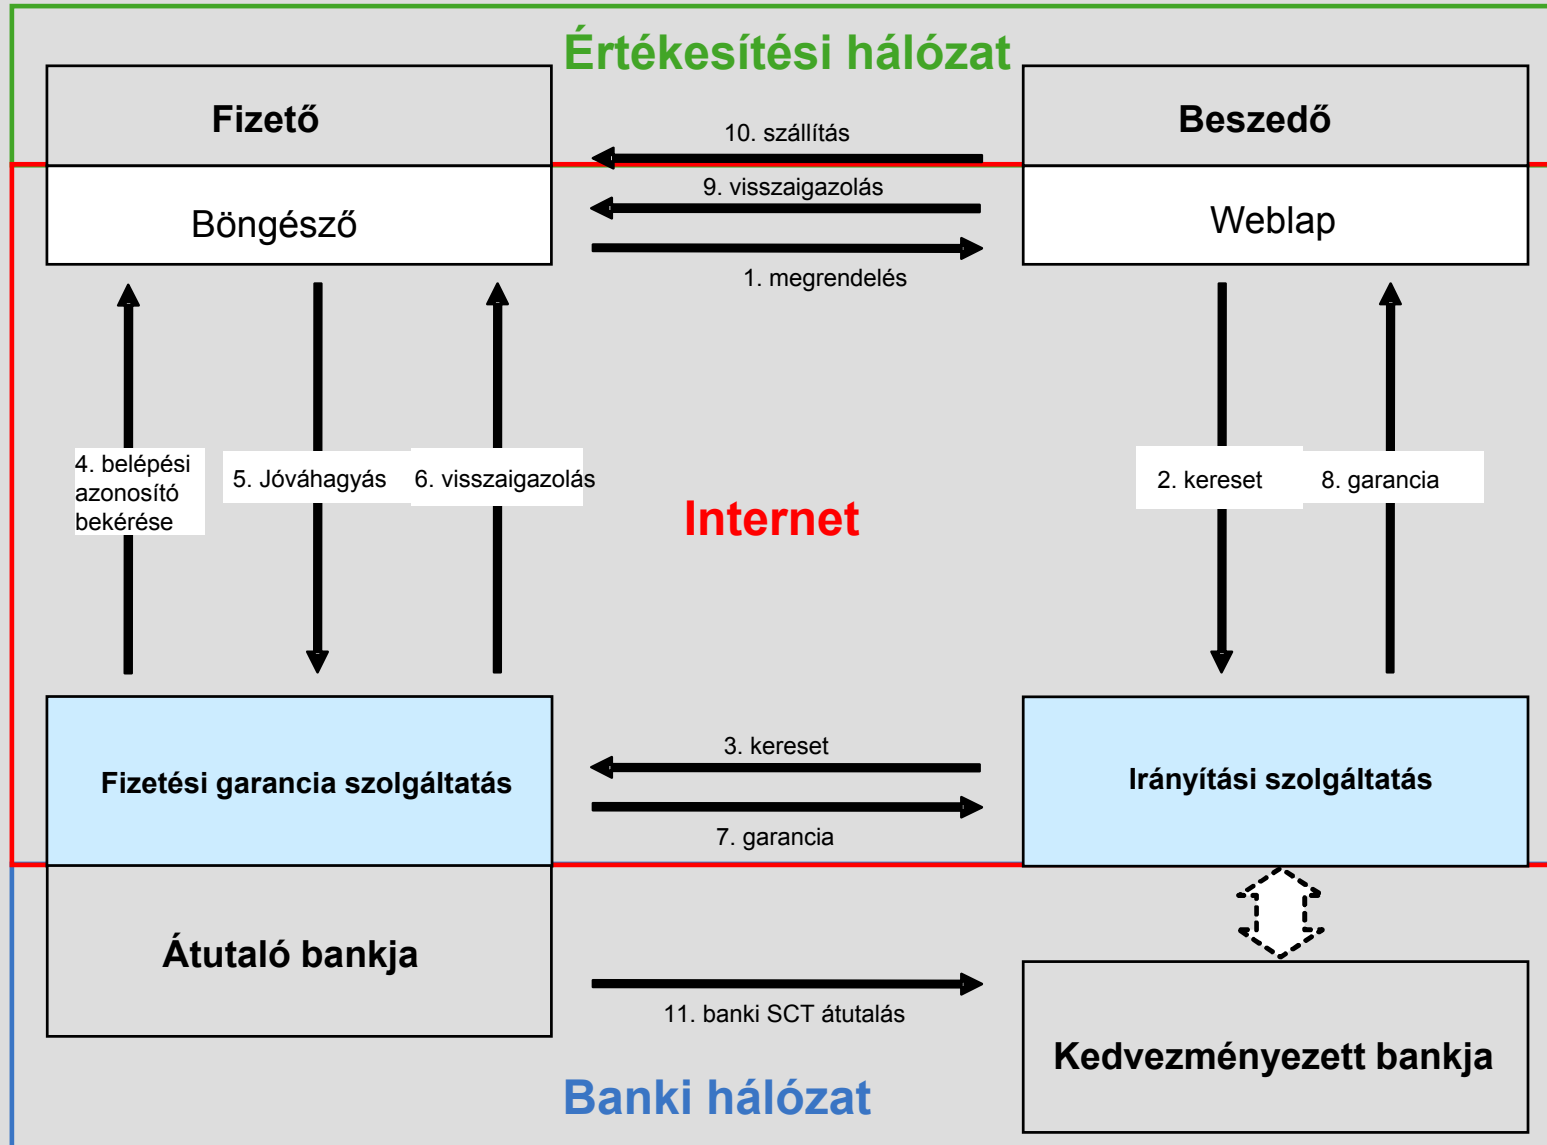 Értékesítési hálózat
Fizető
Beszedő
10. szállítás
9. visszaigazolás
Böngésző
Weblap
1. megrendelés
4. belépési
azonosító
bekérése
5. Jóváhagyás
6. visszaigazolás
2. kereset
8. garancia
Internet
3. kereset
Fizetési garancia szolgáltatás
Irányítási szolgáltatás
7. garancia
Átutaló bankja
11. banki SCT átutalás
Kedvezményezett bankja
Banki hálózat